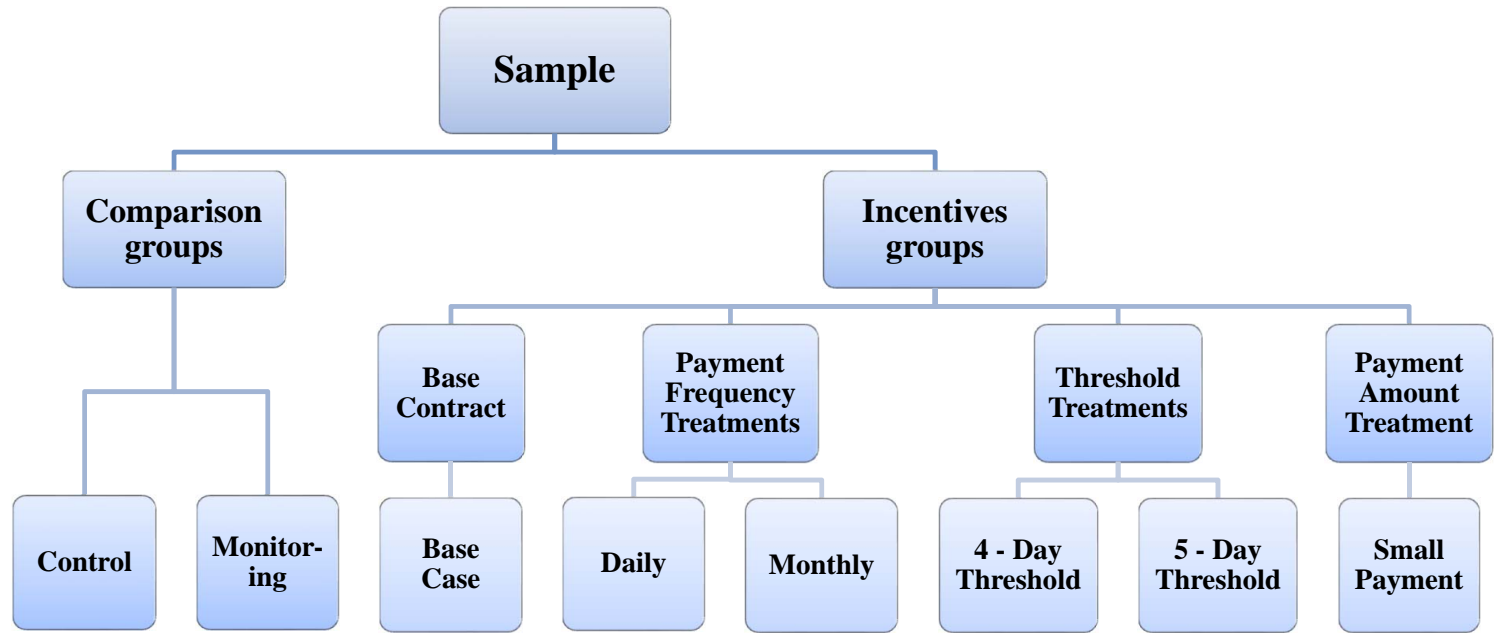 Sample
Comparison
groups
Incentives
groups
Base
Contract
Payment
Frequency
Treatments
Threshold
Treatments
Payment
Amount
Treatment
Control
Monitor-
ing
Base
Case
Daily
Monthly
4 - Day
Threshold
5 - Day
Threshold
Small
Payment